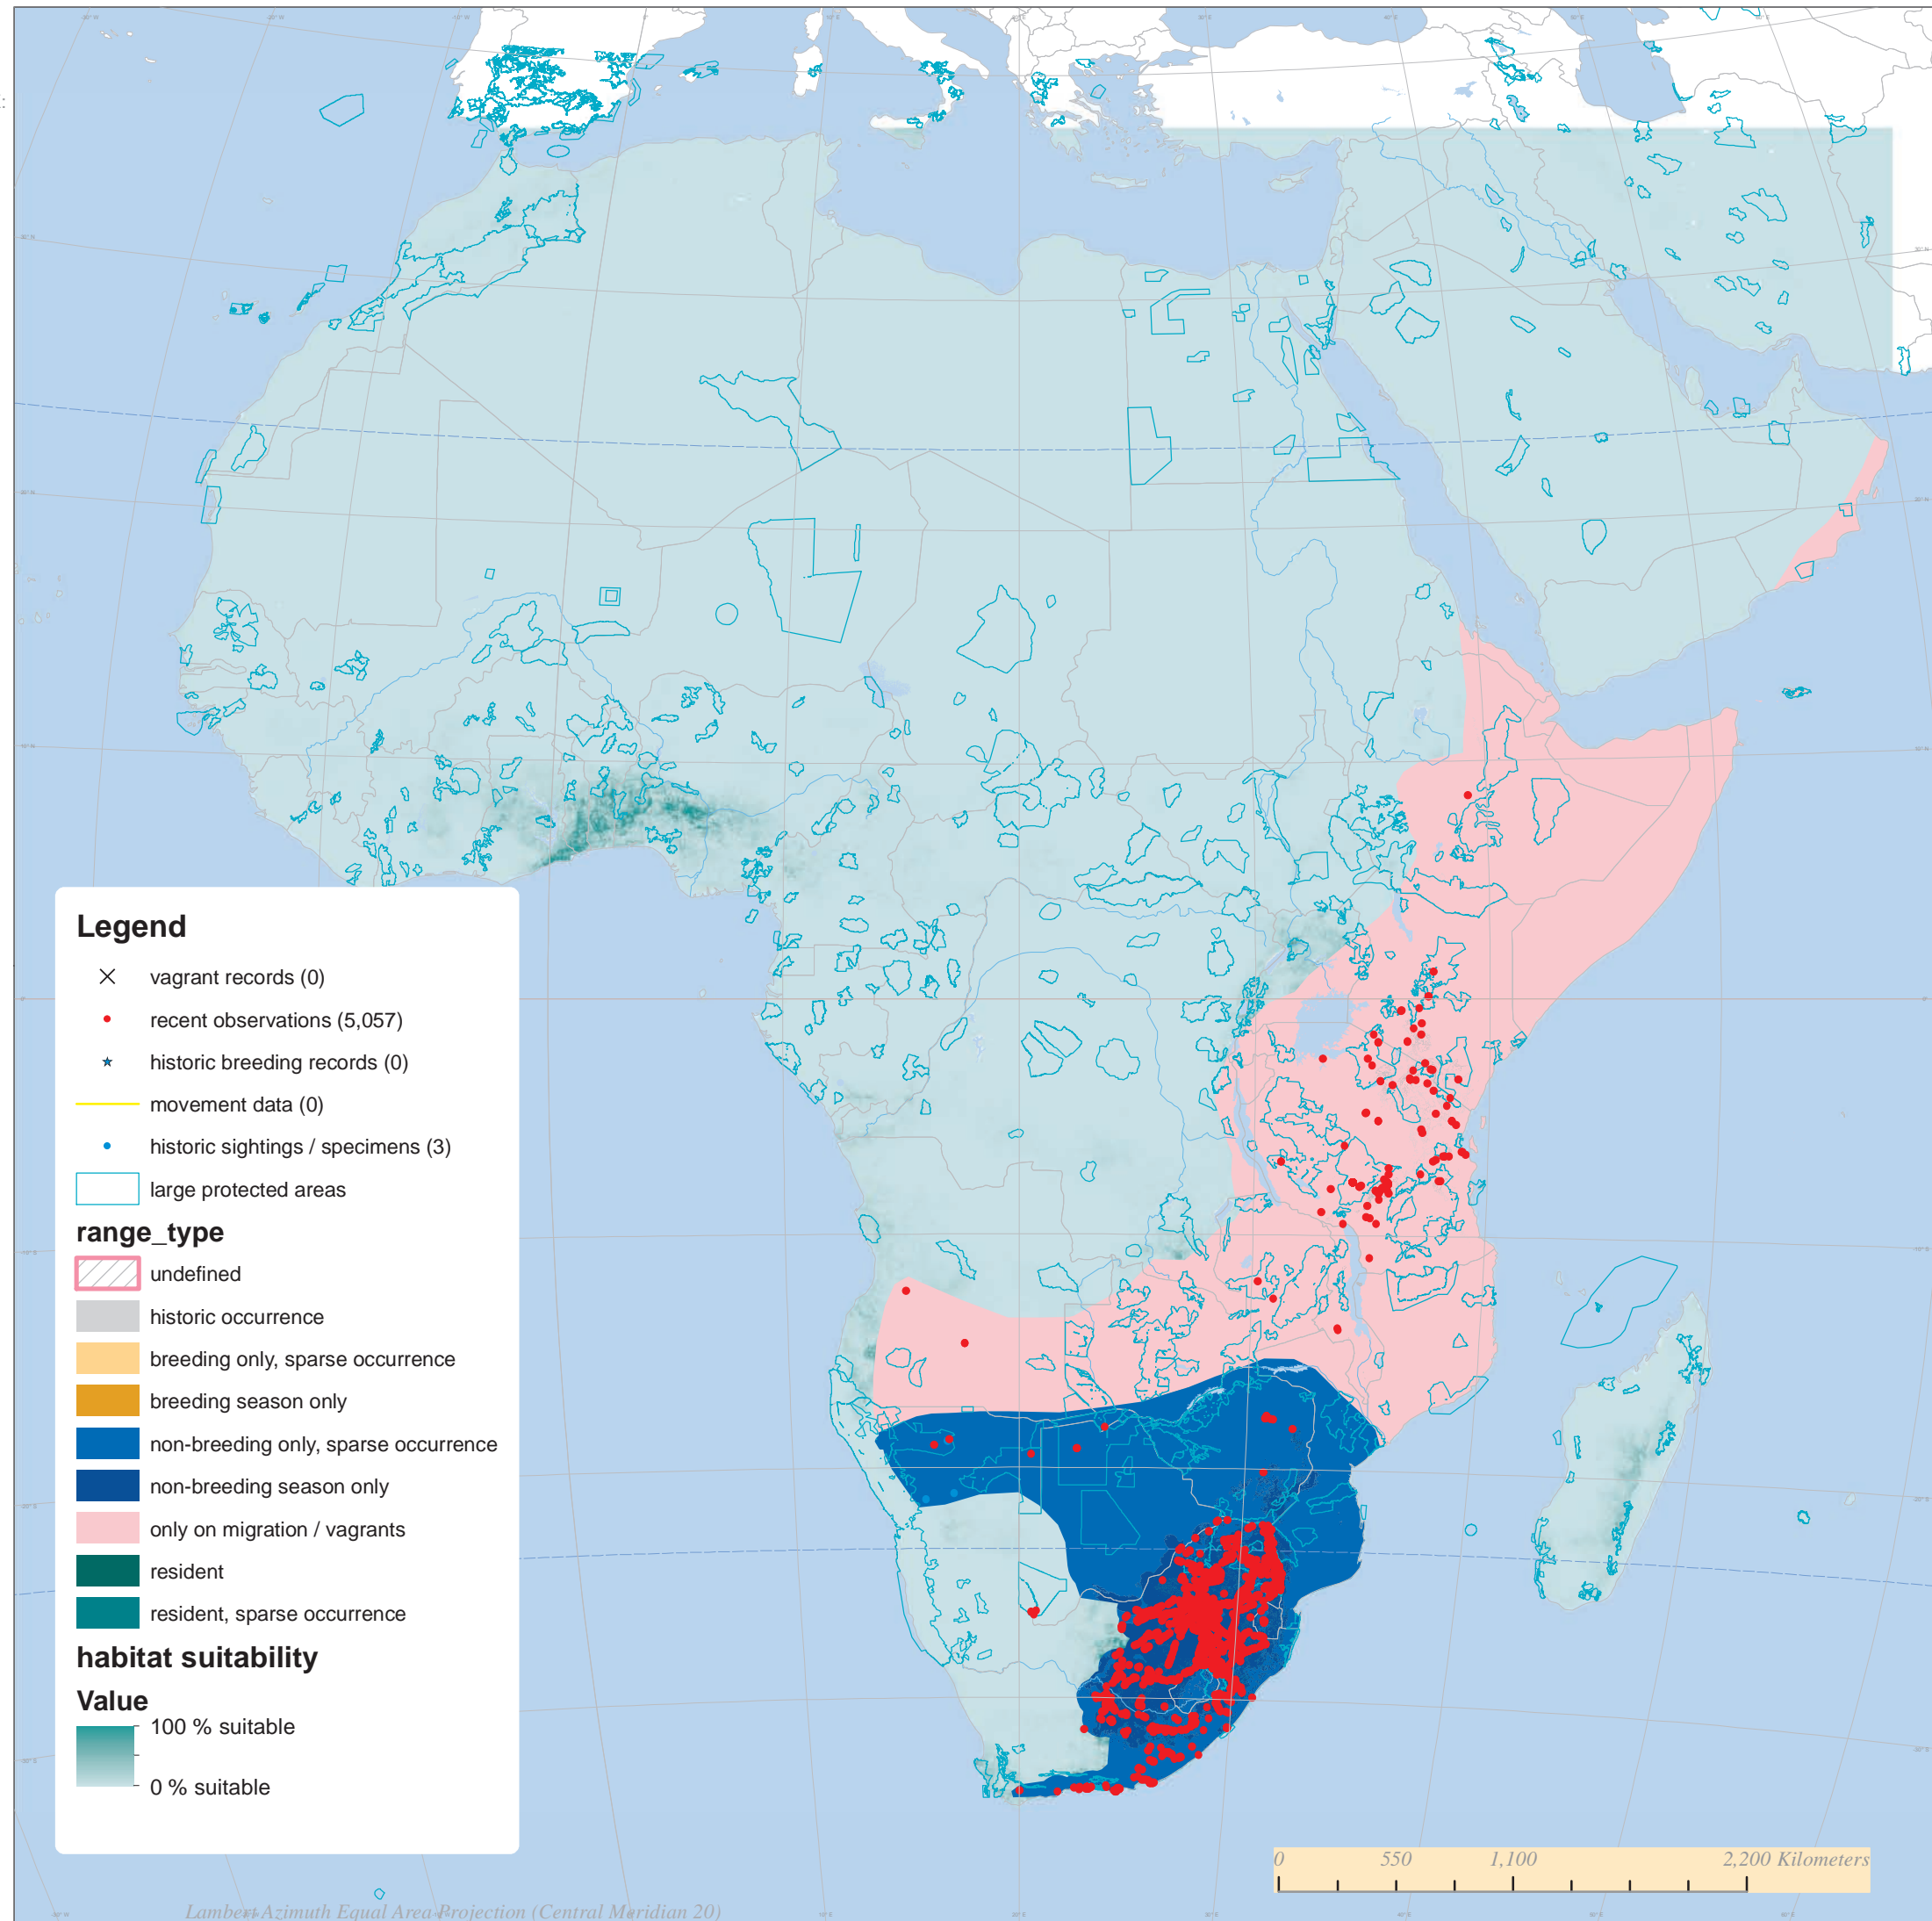 Legend
vagrant records (0)
recent observations (5,057)
historic breeding records (0)
movement data (0)
historic sightings / specimens (3)
large protected areas
range_type
undefined
historic occurrence
breeding only, sparse occurrence
breeding season only
non-breeding only, sparse occurrence
non-breeding season only
only on migration / vagrants
resident
resident, sparse occurrence
habitat suitability
Value
100 % suitable
0 % suitable
0 550 1,100 2,200 Kilometers
Lambert Azimuth Equal Area Projection (Central Meridian 20)